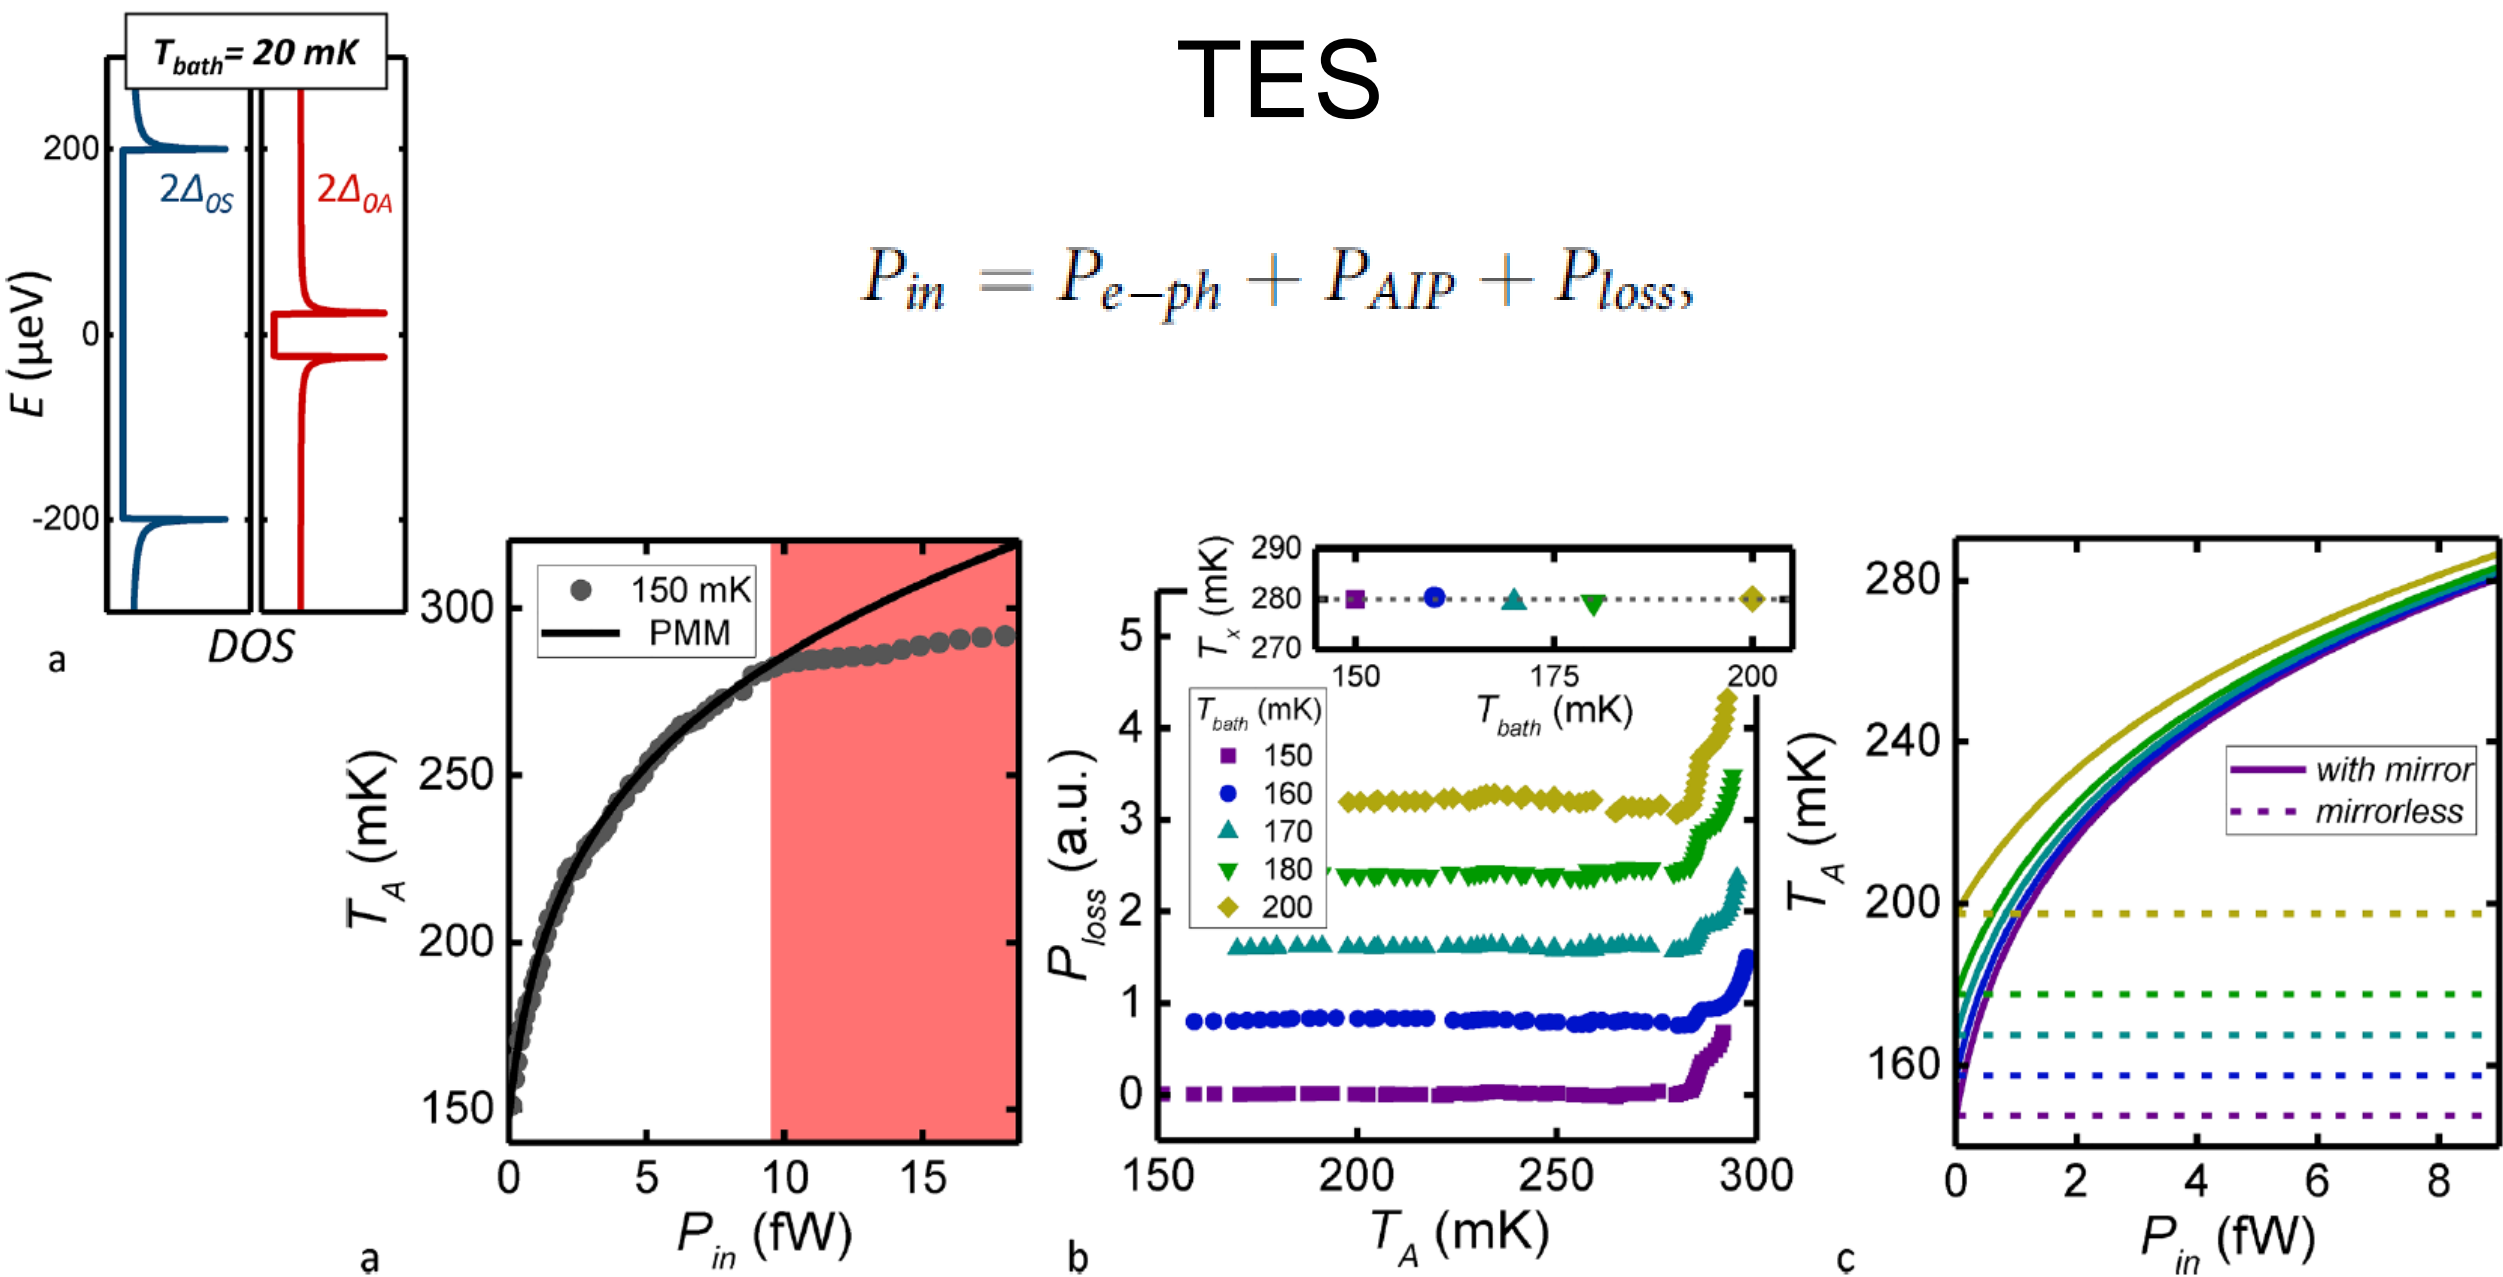 TES
T_bath= 20 mK
200
0
-200
E (µeV)
2Δ_0S
2Δ_0A
DOS
a
P_in = P_e−ph + P_AIP + P_loss,
150 mK
PMM
300
250
200
150
T_A (mK)
0 5 10 15
P_in (fW)
a
290
280
270
T_x (mK)
150 175 200
T_bath (mK)
T_bath (mK)
150
160
170
180
200
5
4
3
2
1
0
P_loss (a.u.)
150 200 250 300
T_A (mK)
b
280
240
200
160
T_A (mK)
with mirror
mirrorless
0 2 4 6 8
P_in (fW)
c